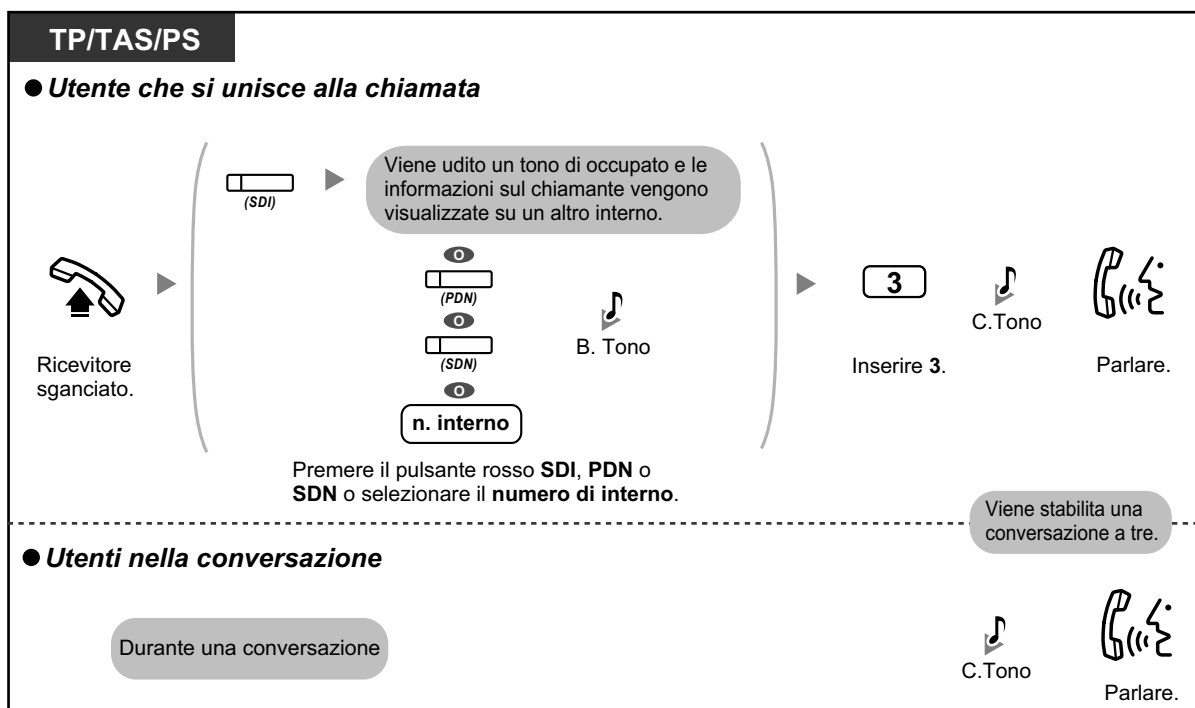 TP/TAS/PS
● Utente che si unisce alla chiamata
Viene udito un tono di occupato e le
informazioni sul chiamante vengono
visualizzate su un altro interno.
(SDI)
O
(PDN)
O
(SDN)
O
n. interno
B. Tono
Ricevitore
sganciato.
Premere il pulsante rosso SDI, PDN o
SDN o selezionare il numero di interno.
3
Inserire 3.
C.Tono
Parlare.
Viene stabilita una
conversazione a tre.
● Utenti nella conversazione
Durante una conversazione
C.Tono
Parlare.